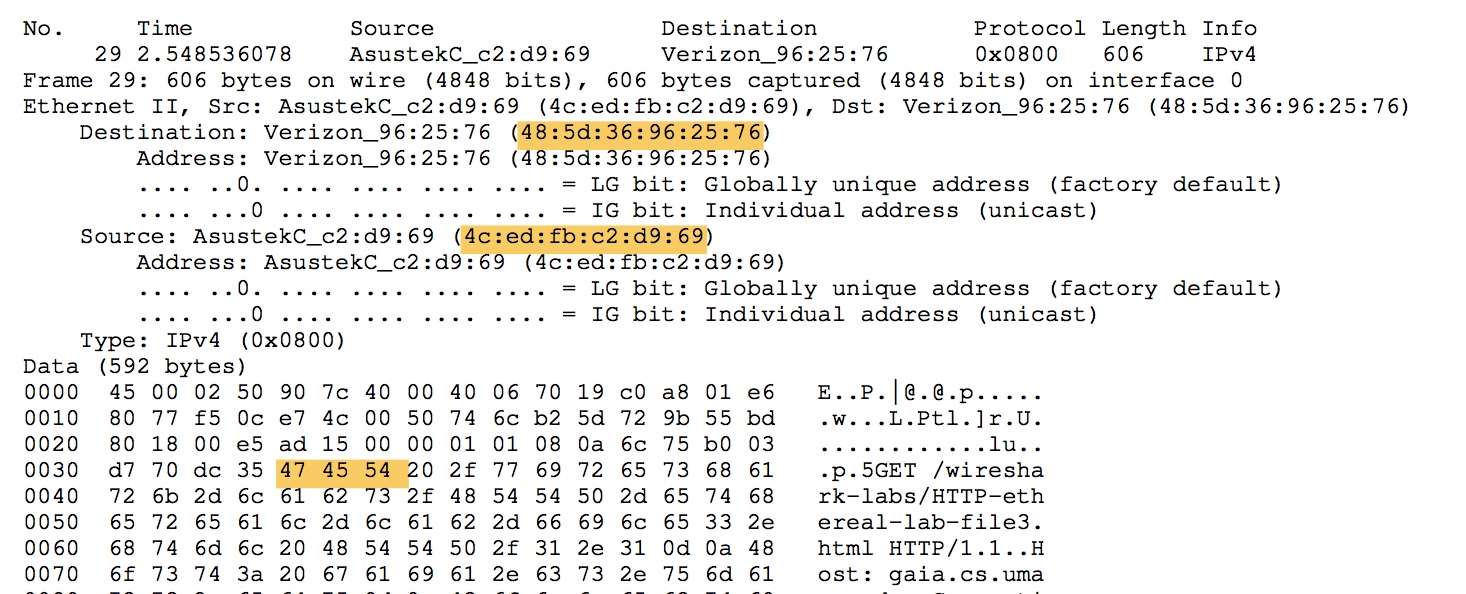 No. Time Source Destination Protocol Length Info
29 2.548536078 AsustekC_c2:d9:69 Verizon_96:25:76 0x0800 606 IPv4
Frame 29: 606 bytes on wire (4848 bits), 606 bytes captured (4848 bits) on interface 0
Ethernet II, Src: AsustekC_c2:d9:69 (4c:ed:fb:c2:d9:69), Dst: Verizon_96:25:76 (48:5d:36:96:25:76)
Destination: Verizon_96:25:76 (48:5d:36:96:25:76)
Address: Verizon_96:25:76 (48:5d:36:96:25:76)
.... ..0. .... .... .... .... = LG bit: Globally unique address (factory default)
.... ...0 .... .... .... .... = IG bit: Individual address (unicast)
Source: AsustekC_c2:d9:69 (4c:ed:fb:c2:d9:69)
Address: AsustekC_c2:d9:69 (4c:ed:fb:c2:d9:69)
.... ..0. .... .... .... .... = LG bit: Globally unique address (factory default)
.... ...0 .... .... .... .... = IG bit: Individual address (unicast)
Type: IPv4 (0x0800)
Data (592 bytes)
0000 45 00 02 50 90 7c 40 00 40 06 70 19 c0 a8 01 e6 E..P.|@.@.p.....
0010 80 77 f5 0c e7 4c 00 50 74 6c b2 5d 72 9b 55 bd .w...L.Ptl.]r.U.
0020 80 18 00 e5 ad 15 00 00 01 01 08 0a 6c 75 b0 03 ............lu..
0030 d7 70 dc 35 47 45 54 20 2f 77 69 72 65 73 68 61 .p.5GET /wiresha
0040 72 6b 2d 6c 61 62 73 2f 48 54 54 50 2d 65 74 68 rk-labs/HTTP-eth
0050 65 72 65 61 6c 2d 6c 61 62 2d 66 69 6c 65 33 2e ereal-lab-file3.
0060 68 74 6d 6c 20 48 54 54 50 2f 31 2e 31 0d 0a 48 html HTTP/1.1..H
0070 6f 73 74 3a 20 67 61 69 61 2e 63 73 2e 75 6d 61 ost: gaia.cs.uma